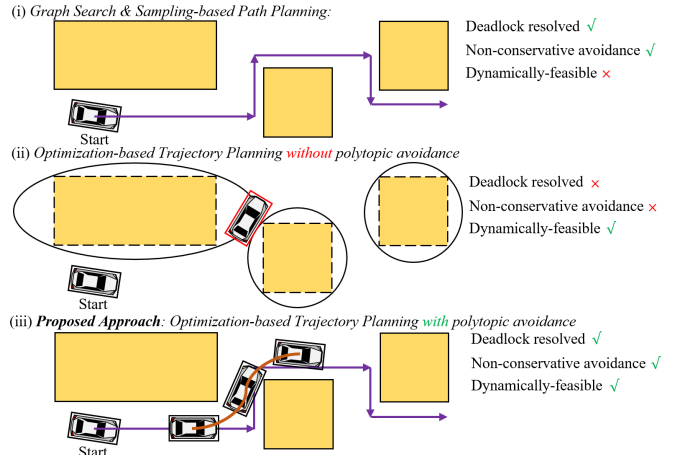 (i) Graph Search & Sampling-based Path Planning:
Deadlock resolved √
Non-conservative avoidance √
Dynamically-feasible ×
Start
(ii) Optimization-based Trajectory Planning without polytopic avoidance
Deadlock resolved ×
Non-conservative avoidance ×
Dynamically-feasible √
Start
(iii) Proposed Approach: Optimization-based Trajectory Planning with polytopic avoidance
Deadlock resolved √
Non-conservative avoidance √
Dynamically-feasible √
Start